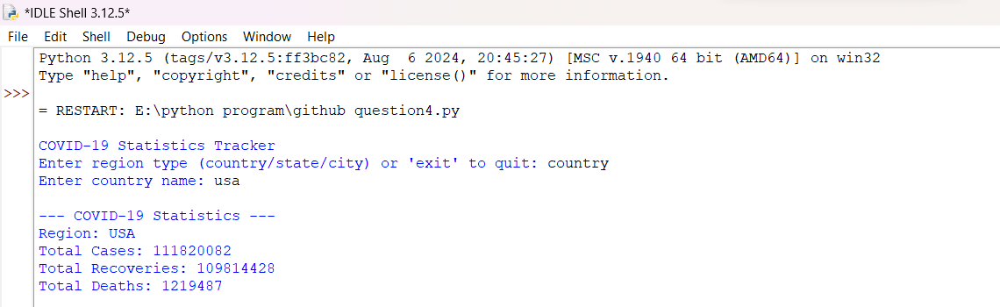 *IDLE Shell 3.12.5*
File Edit Shell Debug Options Window Help
Python 3.12.5 (tags/v3.12.5:ff3bc82, Aug  6 2024, 20:45:27) [MSC v.1940 64 bit (AMD64)] on win32
Type "help", "copyright", "credits" or "license()" for more information.
>>>
= RESTART: E:\python program\github question4.py
COVID-19 Statistics Tracker
Enter region type (country/state/city) or 'exit' to quit: country
Enter country name: usa
--- COVID-19 Statistics ---
Region: USA
Total Cases: 111820082
Total Recoveries: 109814428
Total Deaths: 1219487